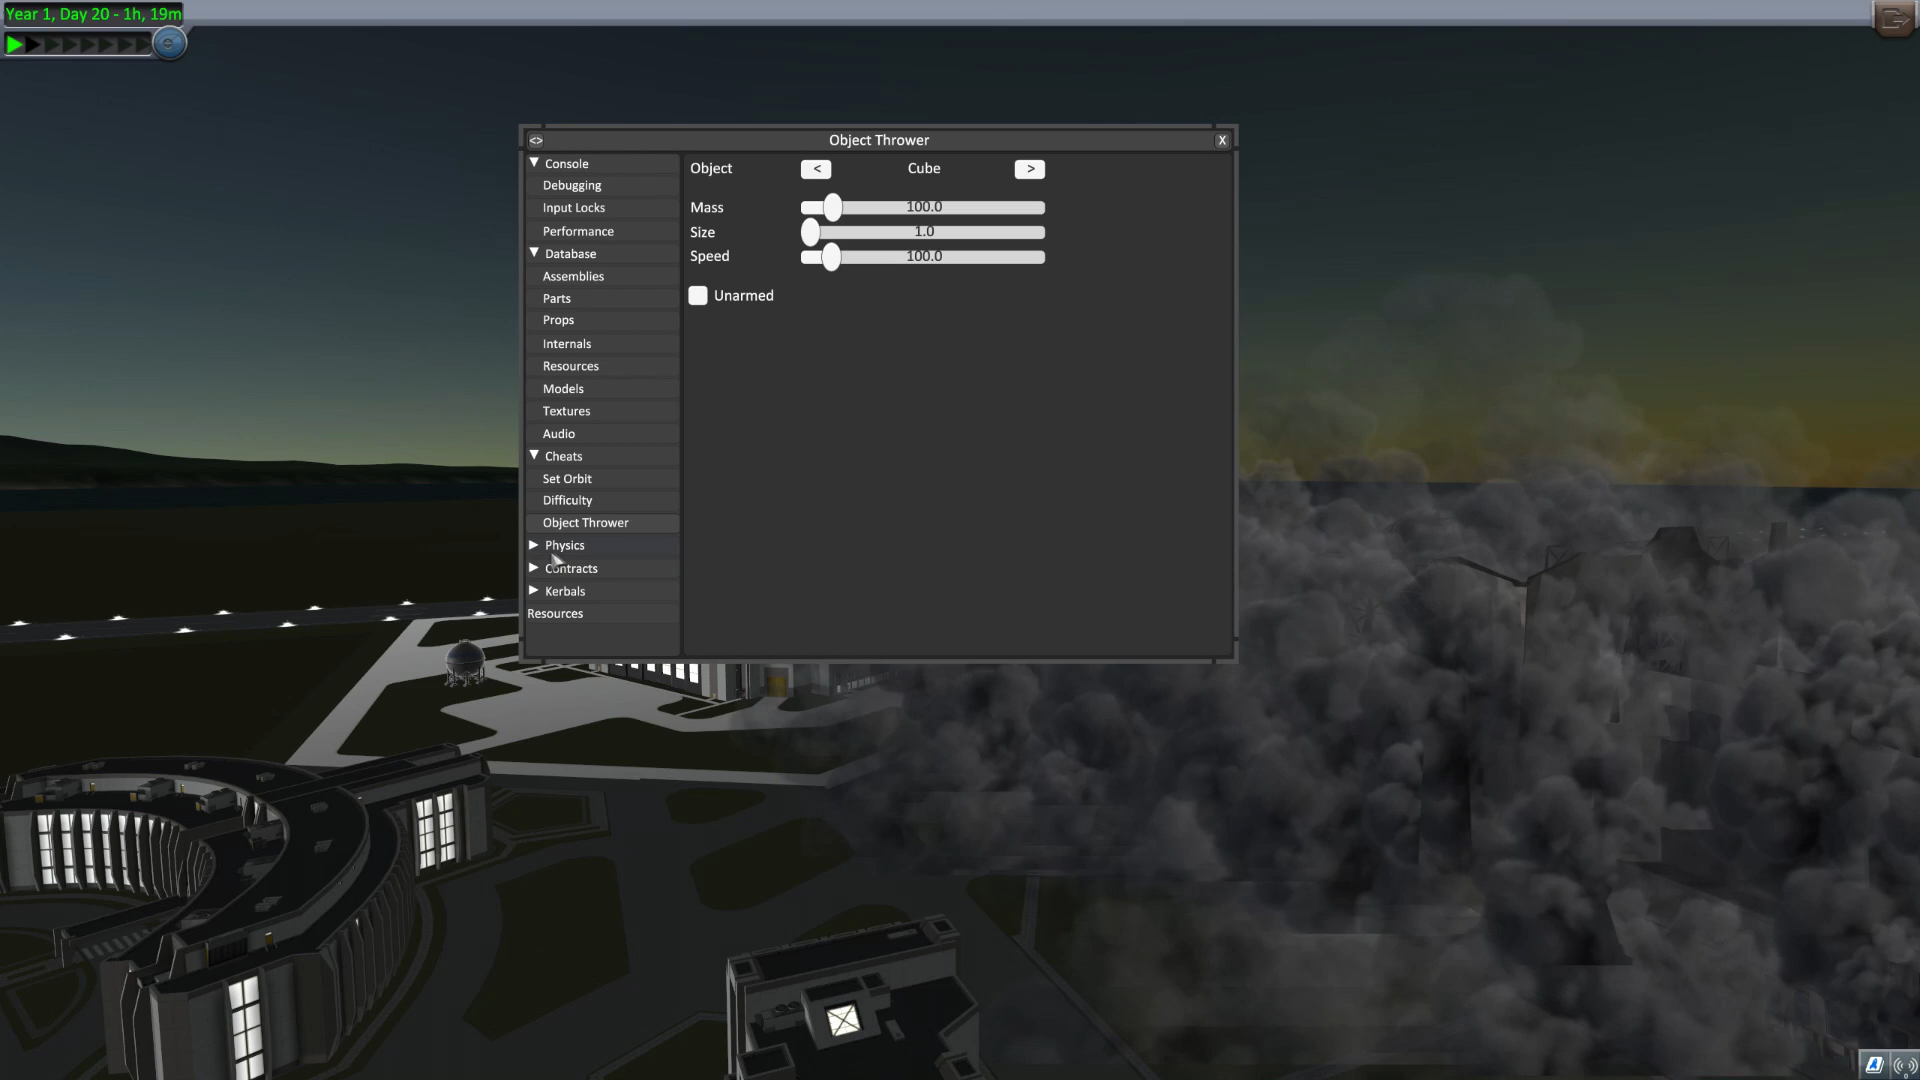 Year 1, Day 20 - 1h, 19m
<> Object Thrower X
Console
Debugging
Input Locks
Performance
Database
Assemblies
Parts
Props
Internals
Resources
Models
Textures
Audio
Cheats
Set Orbit
Difficulty
Object Thrower
Physics
Contracts
Kerbals
Resources
Object < Cube >
Mass 100.0
Size 1.0
Speed 100.0
Unarmed